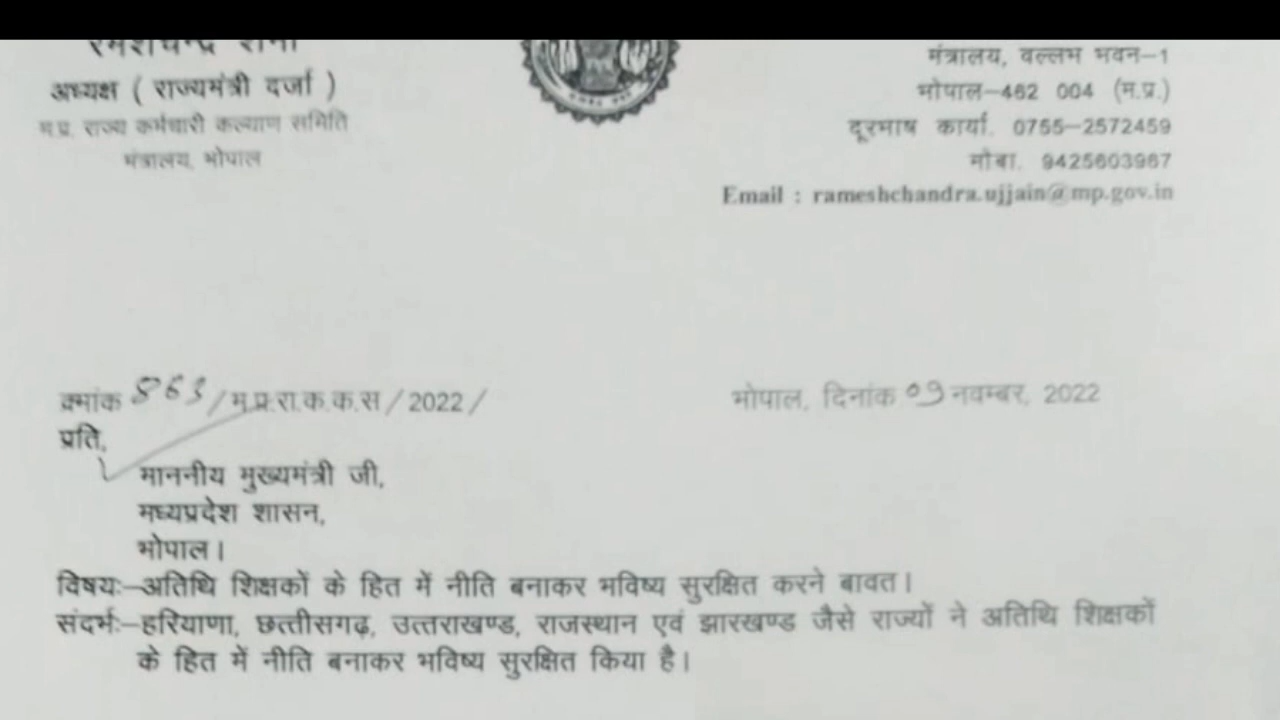 रमेशचन्द्र शर्मा
अध्यक्ष ( राज्यमंत्री दर्जा )
म.प्र. राज्य कर्मचारी कल्याण समिति
मंत्रालय, भोपाल
मंत्रालय, वल्लभ भवन–1
भोपाल–462 004 (म.प्र.)
दूरभाष कार्या. 0755–2572459
मोबा. 9425603967
Email : rameshchandra.ujjain@mp.gov.in
क्रमांक 863/म.प्र.रा.क.क.स/2022/
भोपाल, दिनांक 09 नवम्बर, 2022
प्रति,
माननीय मुख्यमंत्री जी,
मध्यप्रदेश शासन,
भोपाल।
विषयः–अतिथि शिक्षकों के हित में नीति बनाकर भविष्य सुरक्षित करने बावत।
संदर्भः–हरियाणा, छत्तीसगढ़, उत्तराखण्ड, राजस्थान एवं झारखण्ड जैसे राज्यों ने अतिथि शिक्षकों
के हित में नीति बनाकर भविष्य सुरक्षित किया है।